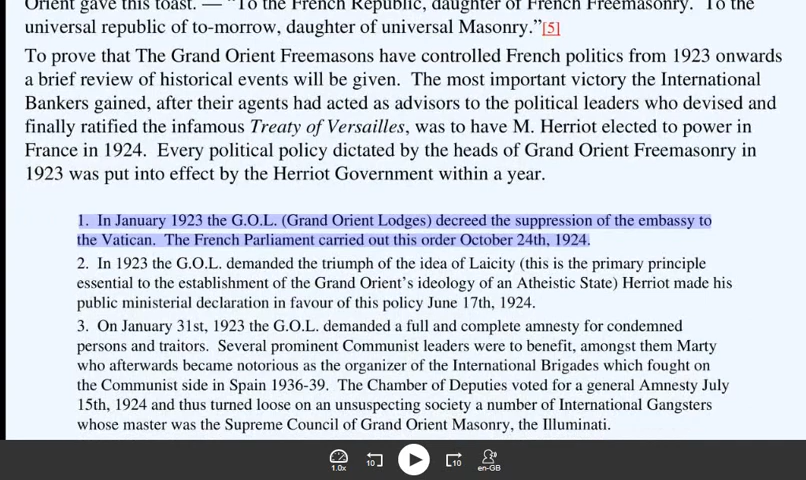 Orient gave this toast. — "To the French Republic, daughter of French Freemasonry.  To the
universal republic of to-morrow, daughter of universal Masonry."[5]
To prove that The Grand Orient Freemasons have controlled French politics from 1923 onwards
a brief review of historical events will be given.  The most important victory the International
Bankers gained, after their agents had acted as advisors to the political leaders who devised and
finally ratified the infamous Treaty of Versailles, was to have M. Herriot elected to power in
France in 1924.  Every political policy dictated by the heads of Grand Orient Freemasonry in
1923 was put into effect by the Herriot Government within a year.
1.  In January 1923 the G.O.L. (Grand Orient Lodges) decreed the suppression of the embassy to
the Vatican.  The French Parliament carried out this order October 24th, 1924.
2.  In 1923 the G.O.L. demanded the triumph of the idea of Laicity (this is the primary principle
essential to the establishment of the Grand Orient's ideology of an Atheistic State) Herriot made his
public ministerial declaration in favour of this policy June 17th, 1924.
3.  On January 31st, 1923 the G.O.L. demanded a full and complete amnesty for condemned
persons and traitors.  Several prominent Communist leaders were to benefit, amongst them Marty
who afterwards became notorious as the organizer of the International Brigades which fought on
the Communist side in Spain 1936-39.  The Chamber of Deputies voted for a general Amnesty July
15th, 1924 and thus turned loose on an unsuspecting society a number of International Gangsters
whose master was the Supreme Council of Grand Orient Masonry, the Illuminati.
1.0x
10
10
en-GB